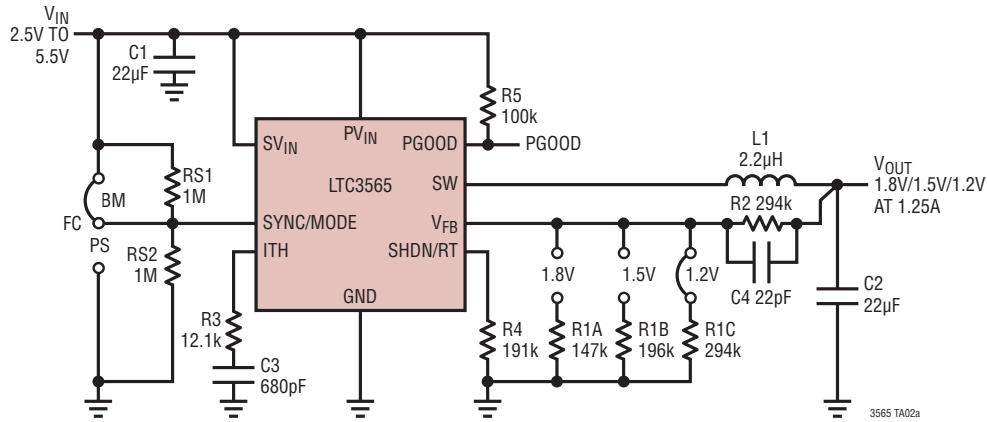 VIN
2.5V TO
5.5V
C1
22µF
R5
100k
SVIN
PVIN
PGOOD
PGOOD
LTC3565
SW
L1
2.2µH
VOUT
1.8V/1.5V/1.2V
AT 1.25A
RS1
1M
BM
FC
PS
SYNC/MODE
VFB
R2 294k
RS2
1M
ITH
SHDN/RT
1.8V
1.5V
1.2V
C4 22pF
C2
22µF
GND
R3
12.1k
C3
680pF
R4
191k
R1A
147k
R1B
196k
R1C
294k
3565 TA02a